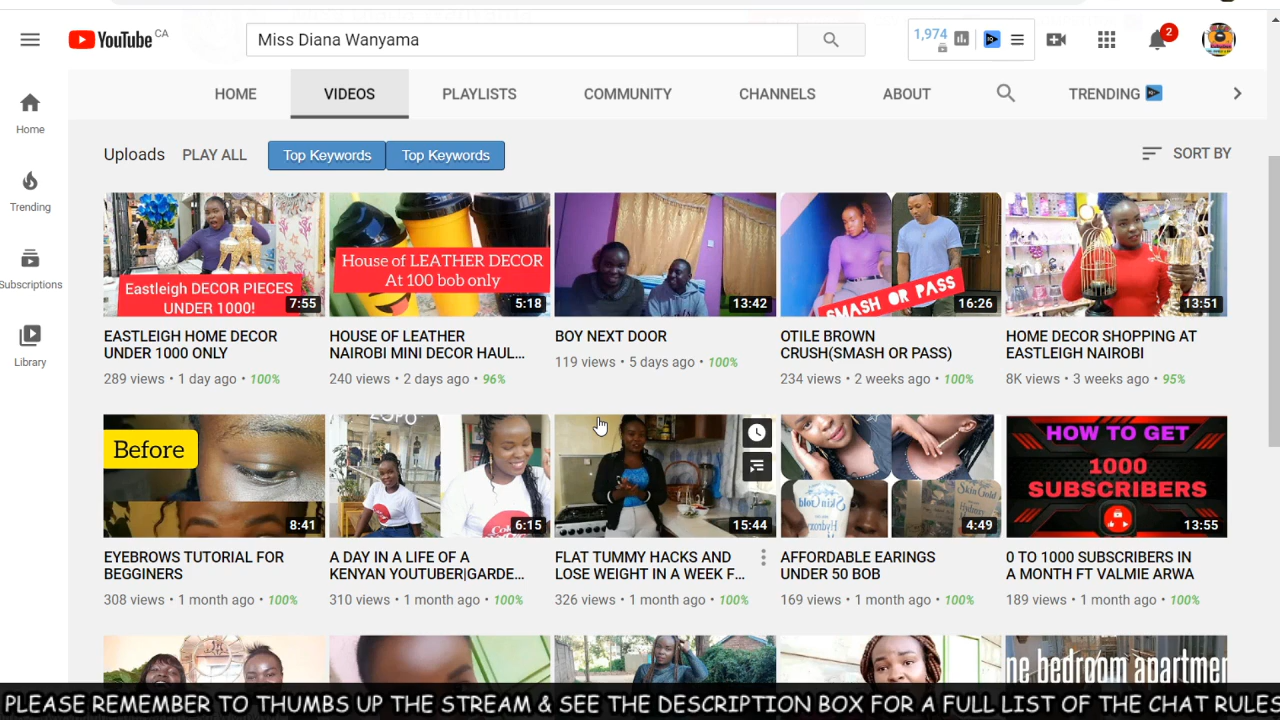 YouTube CA
Miss Diana Wanyama
1,974
2
HOME
VIDEOS
PLAYLISTS
COMMUNITY
CHANNELS
ABOUT
TRENDING
Home
Trending
Subscriptions
Library
Uploads
PLAY ALL
Top Keywords
Top Keywords
SORT BY
Eastleigh DECOR PIECES
UNDER 1000!
7:55
House of LEATHER DECOR
At 100 bob only
5:18
13:42
SMASH OR PASS
16:26
13:51
EASTLEIGH HOME DECOR
UNDER 1000 ONLY
289 views • 1 day ago • 100%
HOUSE OF LEATHER
NAIROBI MINI DECOR HAUL...
240 views • 2 days ago • 96%
BOY NEXT DOOR
119 views • 5 days ago • 100%
OTILE BROWN
CRUSH(SMASH OR PASS)
234 views • 2 weeks ago • 100%
HOME DECOR SHOPPING AT
EASTLEIGH NAIROBI
8K views • 3 weeks ago • 95%
Before
8:41
6:15
15:44
4:49
HOW TO GET
1000
SUBSCRIBERS
13:55
EYEBROWS TUTORIAL FOR
BEGGINERS
308 views • 1 month ago • 100%
A DAY IN A LIFE OF A
KENYAN YOUTUBER|GARDE...
310 views • 1 month ago • 100%
FLAT TUMMY HACKS AND
LOSE WEIGHT IN A WEEK F...
326 views • 1 month ago • 100%
AFFORDABLE EARINGS
UNDER 50 BOB
169 views • 1 month ago • 100%
0 TO 1000 SUBSCRIBERS IN
A MONTH FT VALMIE ARWA
189 views • 1 month ago • 100%
ne bedroom apartmen
PLEASE REMEMBER TO THUMBS UP THE STREAM & SEE THE DESCRIPTION BOX FOR A FULL LIST OF THE CHAT RULES